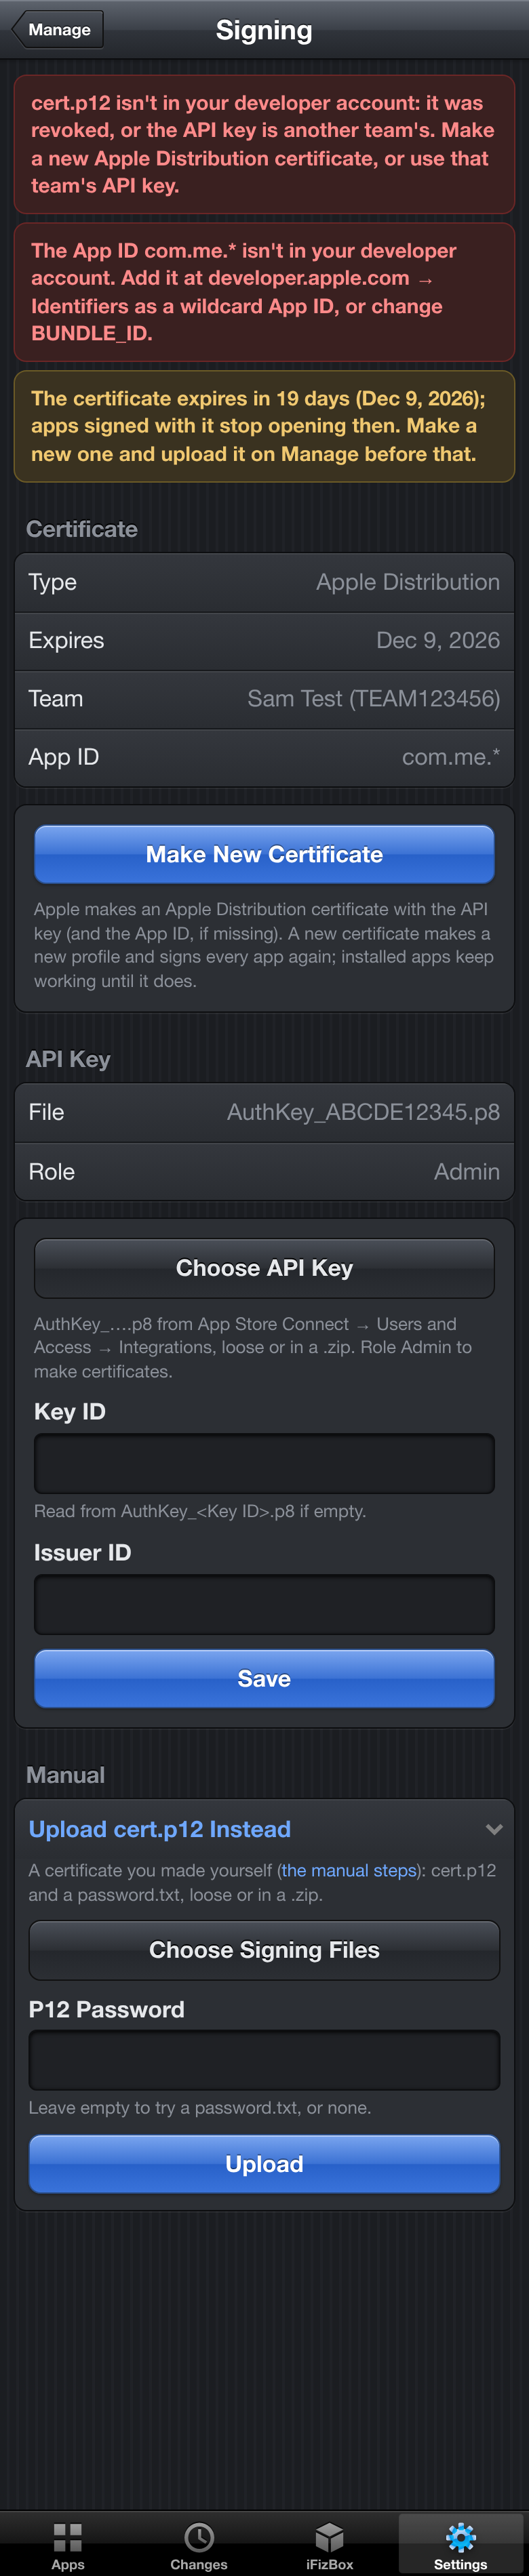 Manage
Signing
cert.p12 isn't in your developer account: it was
revoked, or the API key is another team's. Make
a new Apple Distribution certificate, or use that
team's API key.
The App ID com.me.* isn't in your developer
account. Add it at developer.apple.com →
Identifiers as a wildcard App ID, or change
BUNDLE_ID.
The certificate expires in 19 days (Dec 9, 2026);
apps signed with it stop opening then. Make a
new one and upload it on Manage before that.
Certificate
Type Apple Distribution
Expires Dec 9, 2026
Team Sam Test (TEAM123456)
App ID com.me.*
Make New Certificate
Apple makes an Apple Distribution certificate with the API
key (and the App ID, if missing). A new certificate makes a
new profile and signs every app again; installed apps keep
working until it does.
API Key
File AuthKey_ABCDE12345.p8
Role Admin
Choose API Key
AuthKey_….p8 from App Store Connect → Users and
Access → Integrations, loose or in a .zip. Role Admin to
make certificates.
Key ID
Read from AuthKey_<Key ID>.p8 if empty.
Issuer ID
Save
Manual
Upload cert.p12 Instead
A certificate you made yourself (the manual steps): cert.p12
and a password.txt, loose or in a .zip.
Choose Signing Files
P12 Password
Leave empty to try a password.txt, or none.
Upload
Apps Changes iFizBox Settings